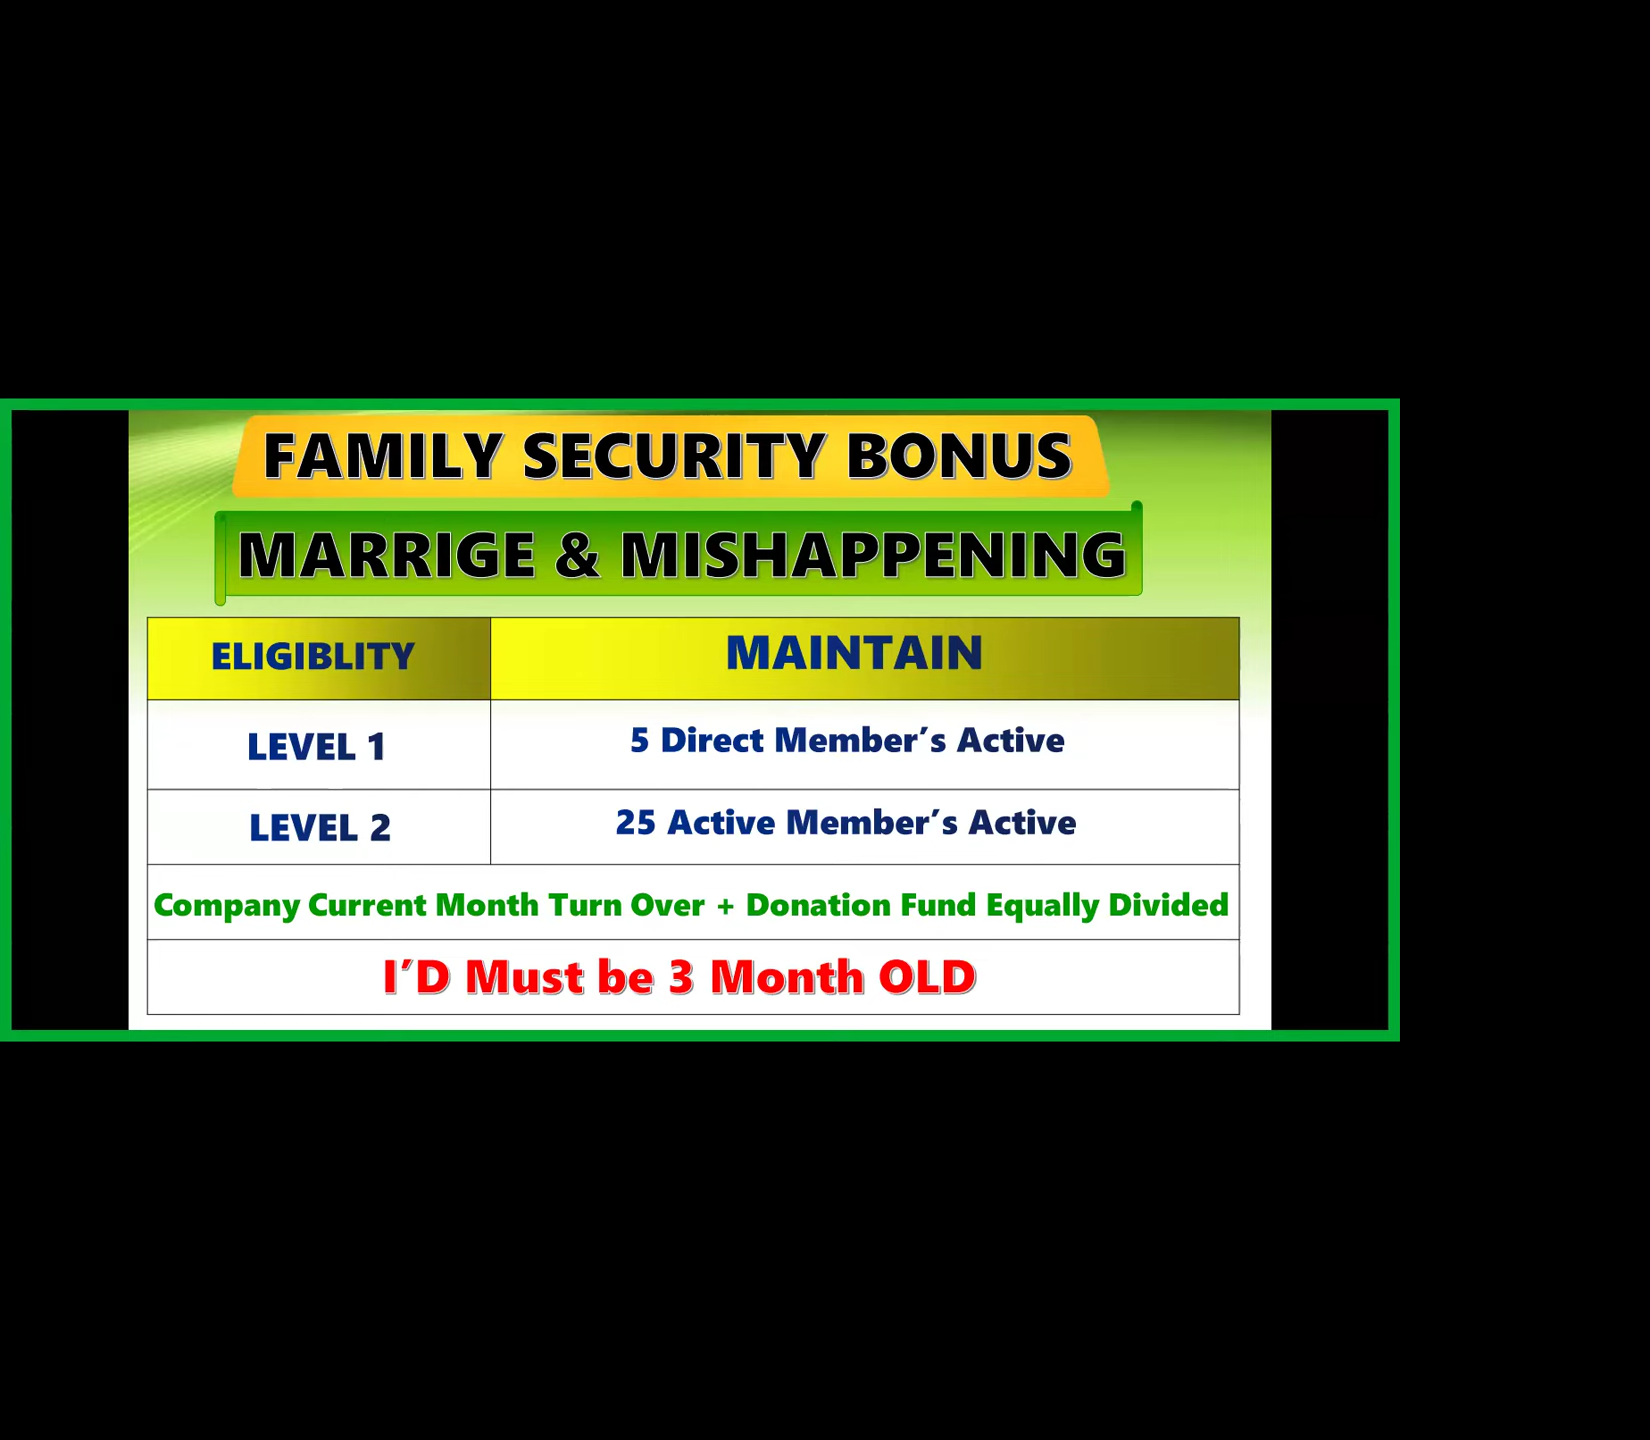 FAMILY SECURITY BONUS
MARRIGE & MISHAPPENING
ELIGIBLITY MAINTAIN
LEVEL 1 5 Direct Member’s Active
LEVEL 2 25 Active Member’s Active
Company Current Month Turn Over + Donation Fund Equally Divided
I’D Must be 3 Month OLD